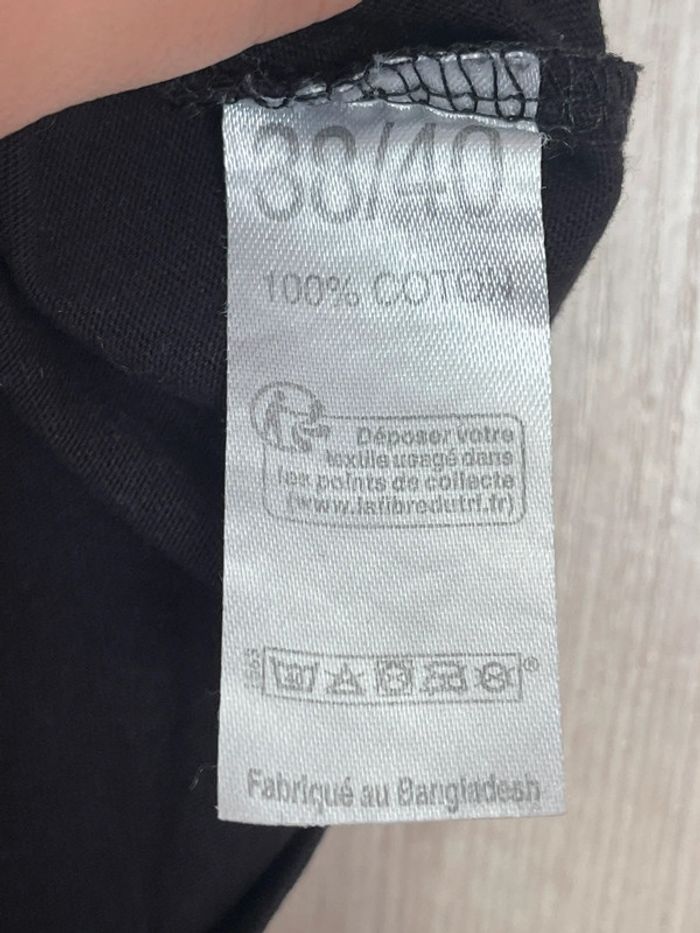 38/40
100% COTON
Déposer votre
textile usagé dans
les points de collecte
(www.lafibredutri.fr)
40
®
Fabriqué au Bangladesh